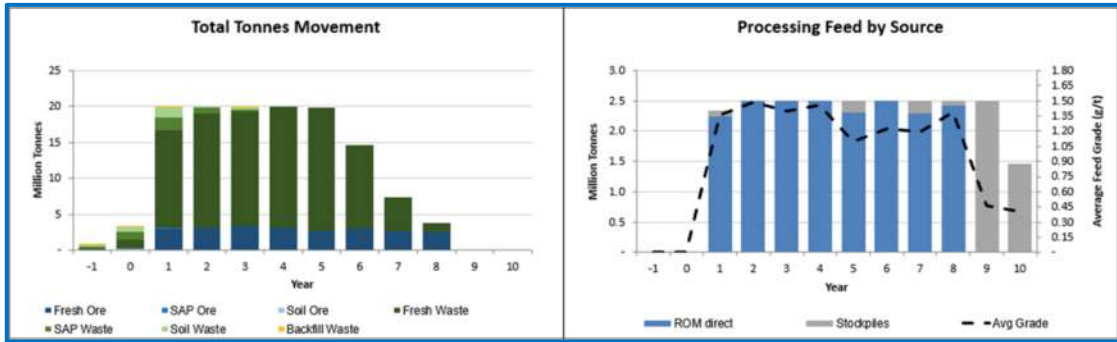 Total Tonnes Movement
25
20
15
10
5
-
Million Tonnes
-1 0 1 2 3 4 5 6 7 8 9 10
Year
Fresh Ore SAP Ore Soil Ore Fresh Waste
SAP Waste Soil Waste Backfill Waste
Processing Feed by Source
3.0
2.5
2.0
1.5
1.0
0.5
-
Million Tonnes
1.80
1.65
1.50
1.35
1.20
1.05
0.90
0.75
0.60
0.45
0.30
0.15
-
Average Feed Grade (g/t)
-1 0 1 2 3 4 5 6 7 8 9 10
Year
ROM direct Stockpiles Avg Grade